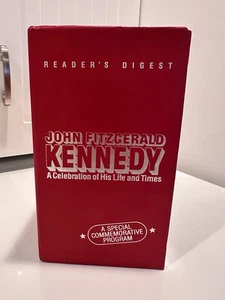 READER'S DIGEST
JOHN FITZGERALD
KENNEDY
A Celebration of His Life and Times
A SPECIAL
COMMEMORATIVE
PROGRAM